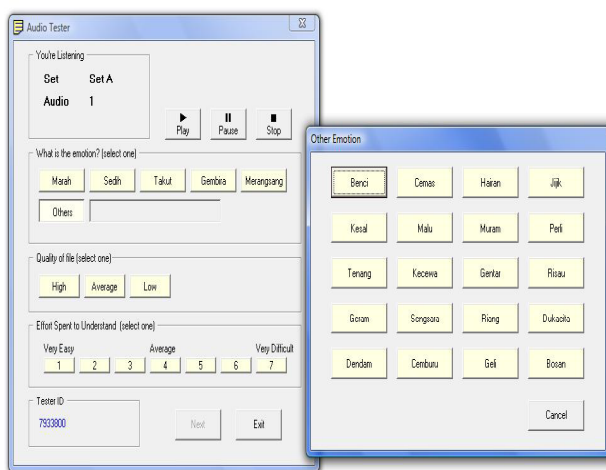 Audio Tester
You're Listening
Set Set A
Audio 1
Play Pause Stop
What is the emotion? (select one)
Marah Sedih Takut Gembira Merangsang
Others
Quality of file (select one)
High Average Low
Effort Spent to Understand (select one)
Very Easy Average Very Difficult
1 2 3 4 5 6 7
Tester ID
7933800
Next Exit
Other Emotion
Benci Cemas Hairan Jijik
Kesal Malu Muram Perli
Tenang Kecewa Gentar Risau
Geram Sengsara Riang Dukacita
Dendam Cemburu Geli Bosan
Cancel